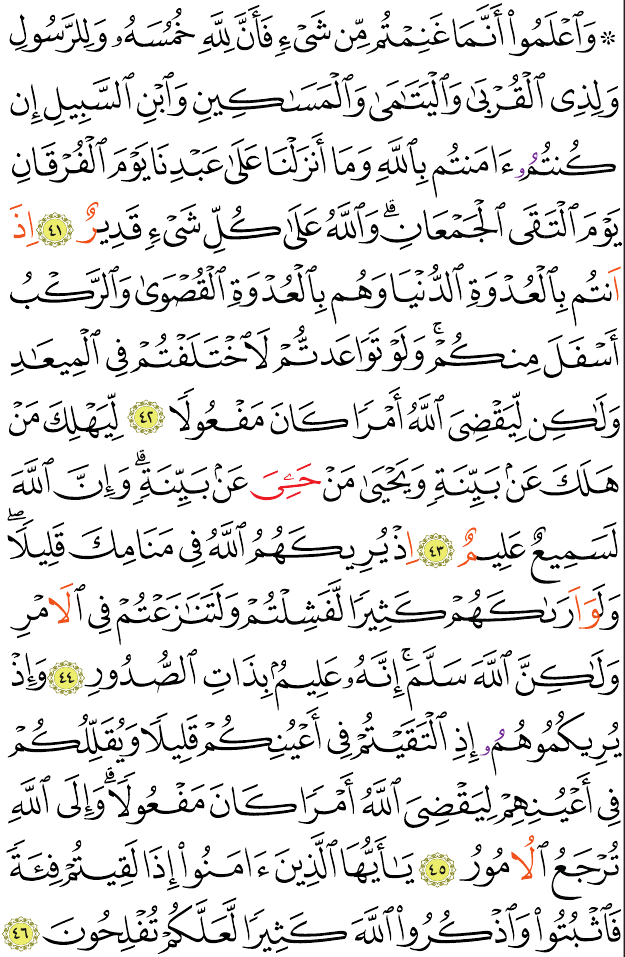 * وَٱعْلَمُوٓا۟ أَنَّمَا غَنِمْتُم مِّن شَىْءٍ فَأَنَّ لِلَّهِ خُمُسَهُۥ وَلِلرَّسُولِ
وَلِذِى ٱلْقُرْبَىٰ وَٱلْيَتَـٰمَىٰ وَٱلْمَسَـٰكِينِ وَٱبْنِ ٱلسَّبِيلِ إِن
كُنتُمُۥٓ ءَامَنتُم بِٱللَّهِ وَمَآ أَنزَلْنَا عَلَىٰ عَبْدِنَا يَوْمَ ٱلْفُرْقَانِ
يَوْمَ ٱلْتَقَى ٱلْجَمْعَانِ ۗ وَٱللَّهُ عَلَىٰ كُلِّ شَىْءٍ قَدِيرٌ ٤١ اِذَ
اَنتُم بِٱلْعُدْوَةِ ٱلدُّنْيَا وَهُم بِٱلْعُدْوَةِ ٱلْقُصْوَىٰ وَٱلرَّكْبُ
أَسْفَلَ مِنكُمْ ۚ وَلَوْ تَوَاعَدتُّمْ لَٱخْتَلَفْتُمْ فِى ٱلْمِيعَـٰدِ
وَلَـٰكِن لِّيَقْضِىَ ٱللَّهُ أَمْرًا كَانَ مَفْعُولًا ٤٢ لِّيَهْلِكَ مَنْ
هَلَكَ عَنۢ بَيِّنَةٍ وَيَحْيَىٰ مَنْ حَيِىَ عَنۢ بَيِّنَةٍ ۗ وَإِنَّ ٱللَّهَ
لَسَمِيعٌ عَلِيمٌ ٤٣ اِذْ يُرِيكَهُمُ ٱللَّهُ فِى مَنَامِكَ قَلِيلًا ۖ
وَلَوَاَرَىٰكَهُمْ كَثِيرًا لَّفَشِلْتُمْ وَلَتَنَـٰزَعْتُمْ فِى ٱلَامْرِ
وَلَـٰكِنَّ ٱللَّهَ سَلَّمَ ۚ إِنَّهُۥ عَلِيمٌۢ بِذَاتِ ٱلصُّدُورِ ٤٤ وَإِذْ
يُرِيكُمُوهُمُۥٓ إِذِ ٱلْتَقَيْتُمْ فِىٓ أَعْيُنِكُمْ قَلِيلًا وَيُقَلِّلُكُمْ
فِىٓ أَعْيُنِهِمْ لِيَقْضِىَ ٱللَّهُ أَمْرًا كَانَ مَفْعُولًا ۗ وَإِلَى ٱللَّهِ
تُرْجَعُ ٱلُامُورُ ٤٥ يَـٰٓأَيُّهَا ٱلَّذِينَ ءَامَنُوٓا۟ إِذَا لَقِيتُمْ فِئَةً
فَٱثْبُتُوا۟ وَٱذْكُرُوا۟ ٱللَّهَ كَثِيرًا لَّعَلَّكُمْ تُفْلِحُونَ ٤٦